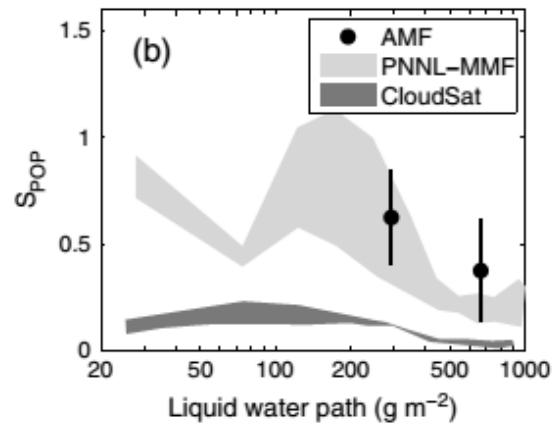 (b)
AMF
PNNL-MMF
CloudSat
1.5
1
0.5
0
S_POP
20 50 100 200 500 1000
Liquid water path (g m⁻²)